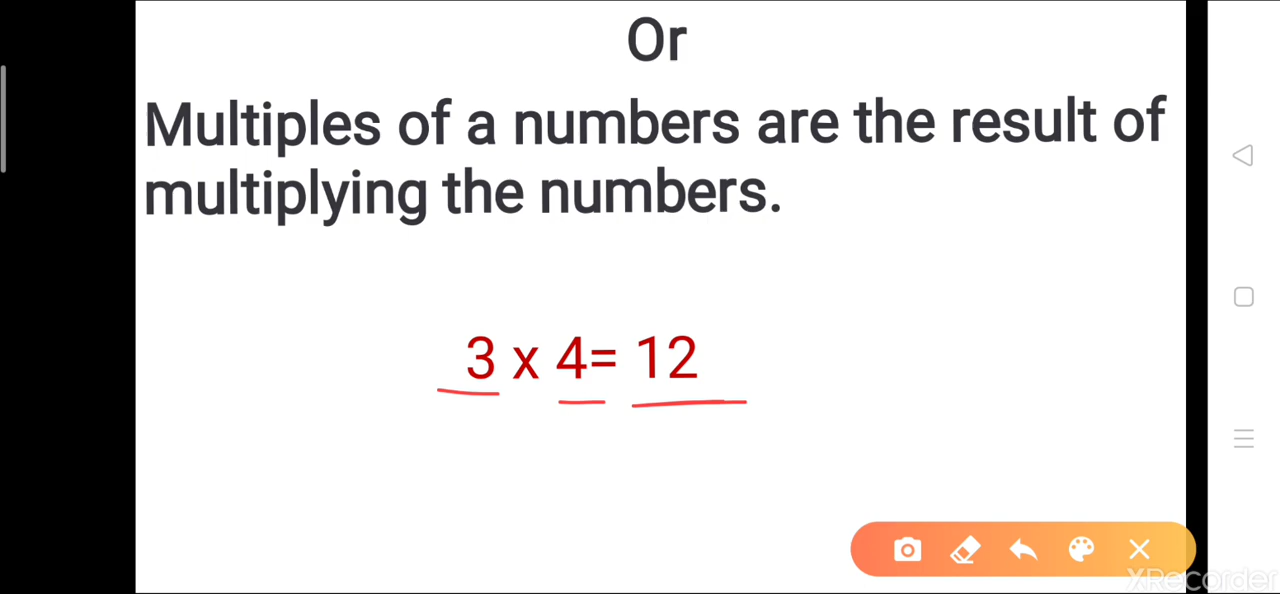 Or
Multiples of a numbers are the result of
multiplying the numbers.
3 x 4= 12
XRecorder